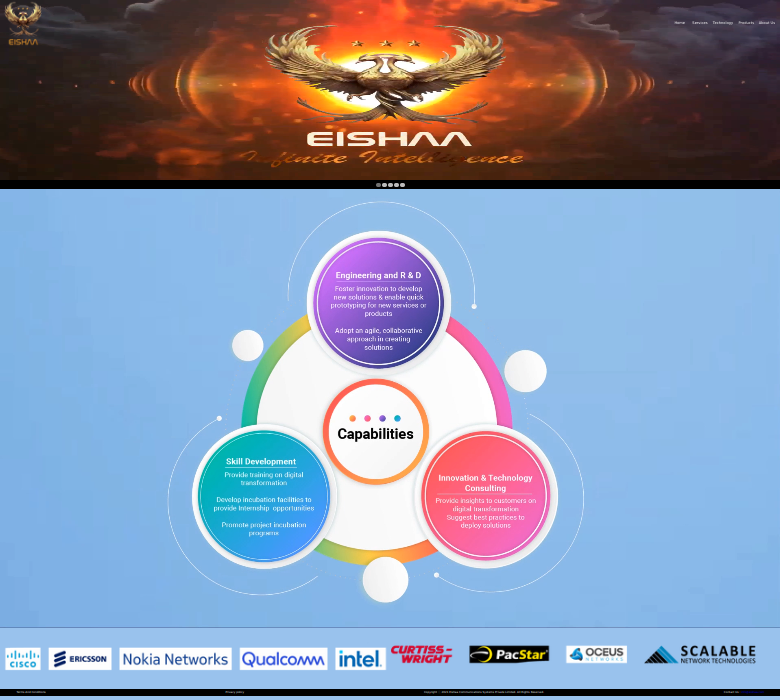 EISHAA
Home Services Technology Products About Us
EISHAA
Infinite Intelligence
Engineering and R & D
Foster innovation to develop
new solutions & enable quick
prototyping for new services or
products
Adopt an agile, collaborative
approach in creating
solutions
Capabilities
Skill Development
Provide training on digital
transformation
Develop incubation facilities to
provide Internship opportunities
Promote project incubation
programs
Innovation & Technology
Consulting
Provide insights to customers on
digital transformation
Suggest best practices to
deploy solutions
CISCO
ERICSSON
Nokia Networks
Qualcomm
intel
CURTISS-
WRIGHT
PacStar
OCEUS
NETWORKS
SCALABLE
NETWORK TECHNOLOGIES
Terms and Conditions Privacy policy